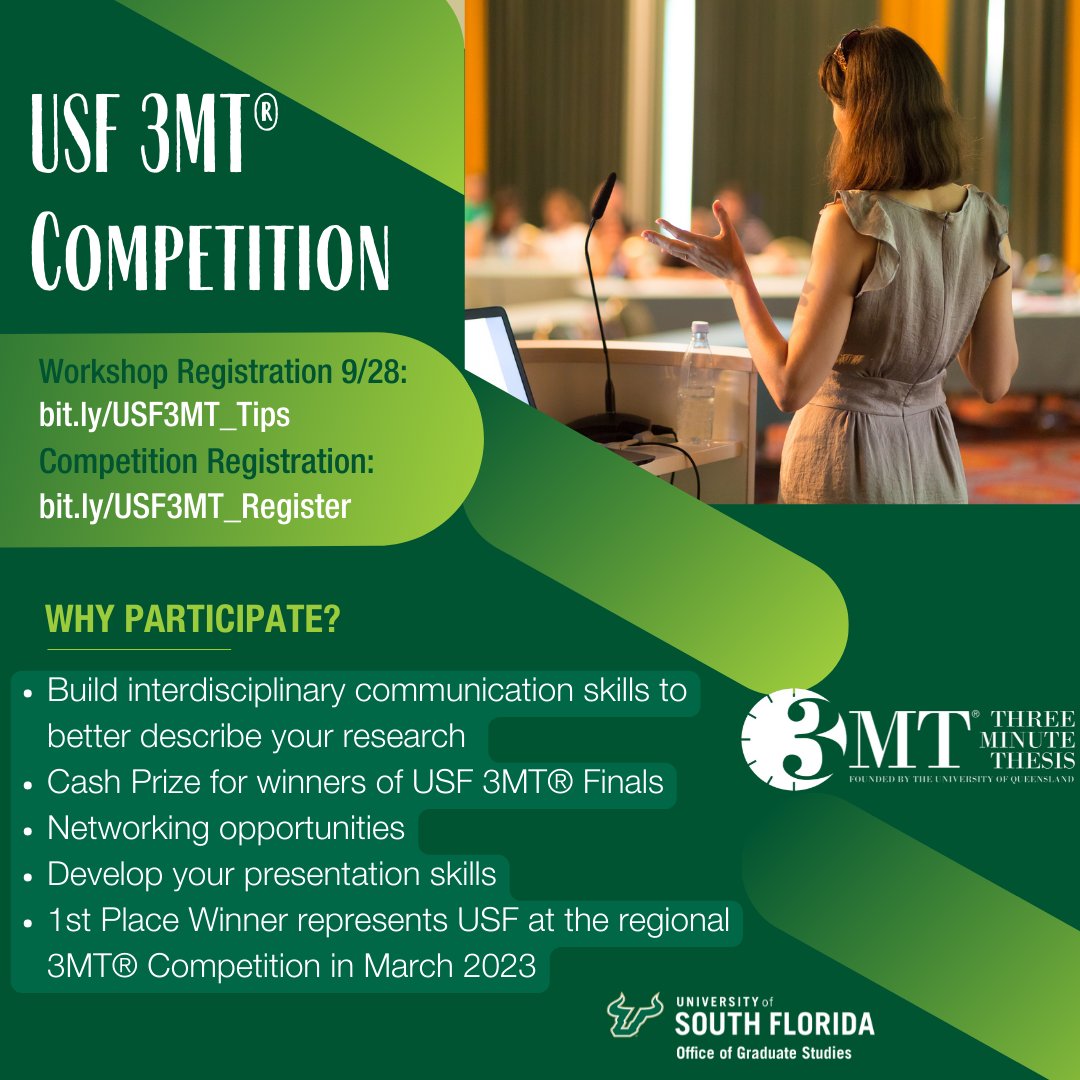 USF 3MT®
COMPETITION
Workshop Registration 9/28:
bit.ly/USF3MT_Tips
Competition Registration:
bit.ly/USF3MT_Register
WHY PARTICIPATE?
• Build interdisciplinary communication skills to
better describe your research
• Cash Prize for winners of USF 3MT® Finals
• Networking opportunities
• Develop your presentation skills
• 1st Place Winner represents USF at the regional
3MT® Competition in March 2023
3MT® THREE
MINUTE
THESIS
FOUNDED BY THE UNIVERSITY OF QUEENSLAND
UNIVERSITY of
SOUTH FLORIDA
Office of Graduate Studies